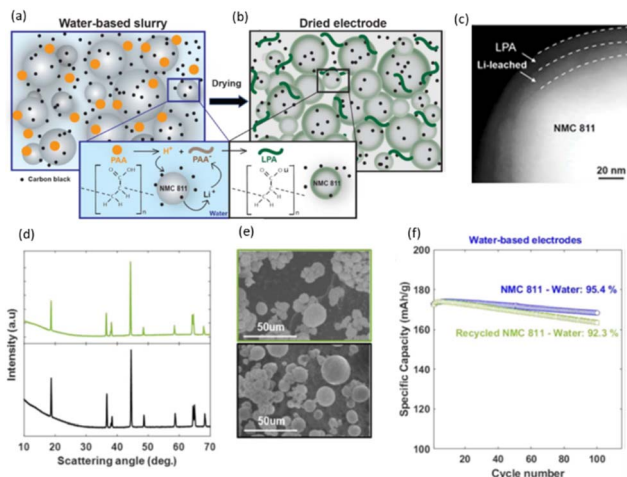 (a)
Water-based slurry
(b)
Dried electrode
(c)
Drying
LPA
Li-leached
NMC 811
20 nm
PAA
H⁺
+
PAA⁻
LPA
• Carbon black
NMC 811
Li⁺
Water
NMC 811
(d)
Intensity (a.u)
10 20 30 40 50 60 70
Scattering angle (deg.)
(e)
50um
50um
(f)
Water-based electrodes
NMC 811 - Water: 95.4 %
Recycled NMC 811 - Water: 92.3 %
Specific Capacity (mAh/g)
200
180
160
140
120
100
0 20 40 60 80 100
Cycle number